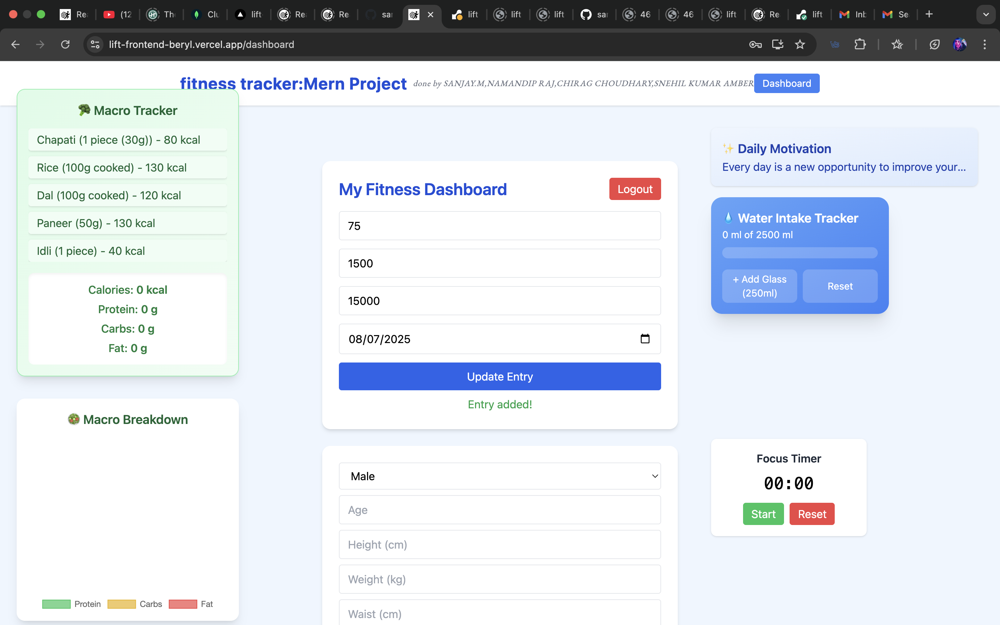 Re
(12
Th
Clu
lift-
Re
Re
sar
lift
lift
lift
sar
46
46
lift
Re
lift
Inb
Se
lift-frontend-beryl.vercel.app/dashboard
fitness tracker:Mern Project
done by SANJAY.M,NAMANDIP RAJ,CHIRAG CHOUDHARY,SNEHIL KUMAR AMBER
Dashboard
🥦 Macro Tracker
Chapati (1 piece (30g)) - 80 kcal
Rice (100g cooked) - 130 kcal
Dal (100g cooked) - 120 kcal
Paneer (50g) - 130 kcal
Idli (1 piece) - 40 kcal
Calories: 0 kcal
Protein: 0 g
Carbs: 0 g
Fat: 0 g
🥗 Macro Breakdown
Protein
Carbs
Fat
My Fitness Dashboard
Logout
75
1500
15000
08/07/2025
Update Entry
Entry added!
Male
Age
Height (cm)
Weight (kg)
Waist (cm)
✨ Daily Motivation
Every day is a new opportunity to improve your...
💧 Water Intake Tracker
0 ml of 2500 ml
+ Add Glass
(250ml)
Reset
Focus Timer
00:00
Start
Reset